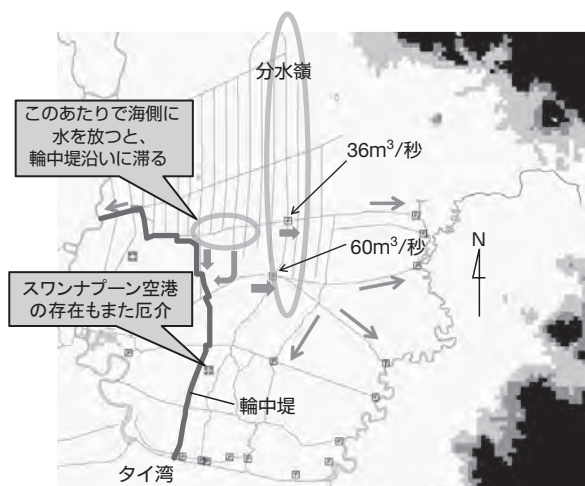 分水嶺
このあたりで海側に
水を放つと、
輪中堤沿いに滞る
36m³/秒
60m³/秒
N
スワンナプーン空港
の存在もまた厄介
輪中堤
タイ湾